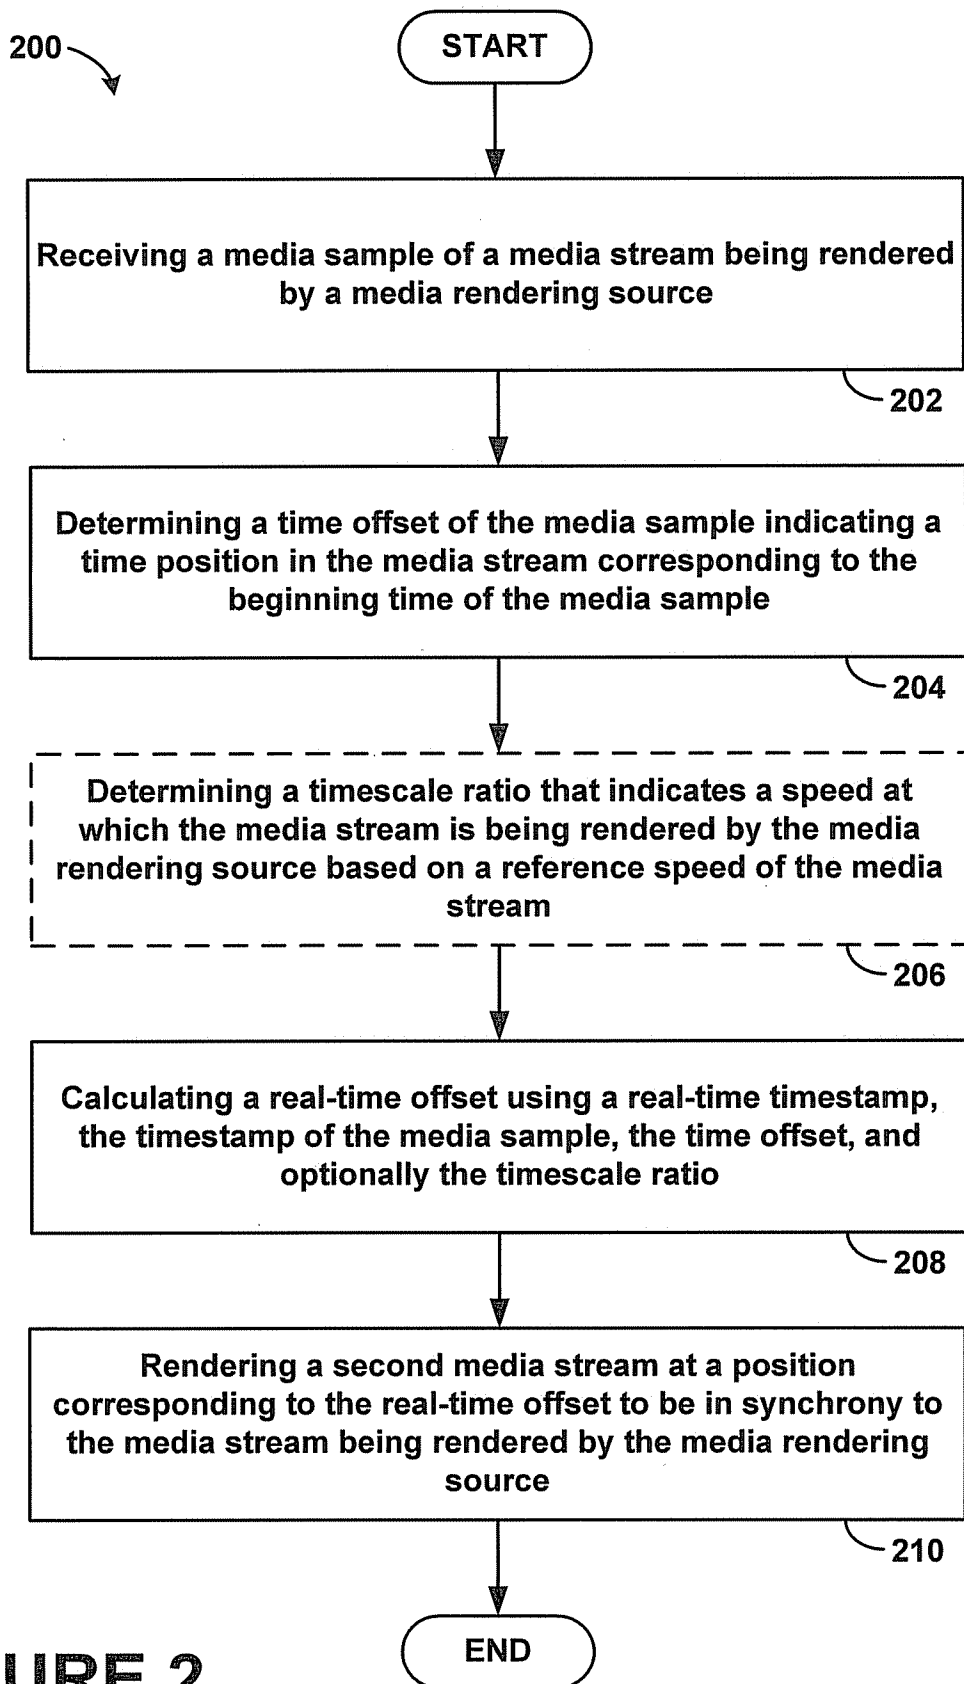 200
START
Receiving a media sample of a media stream being rendered
by a media rendering source
202
Determining a time offset of the media sample indicating a
time position in the media stream corresponding to the
beginning time of the media sample
204
Determining a timescale ratio that indicates a speed at
which the media stream is being rendered by the media
rendering source based on a reference speed of the media
stream
206
Calculating a real-time offset using a real-time timestamp,
the timestamp of the media sample, the time offset, and
optionally the timescale ratio
208
Rendering a second media stream at a position
corresponding to the real-time offset to be in synchrony to
the media stream being rendered by the media rendering
source
210
END
URE 2